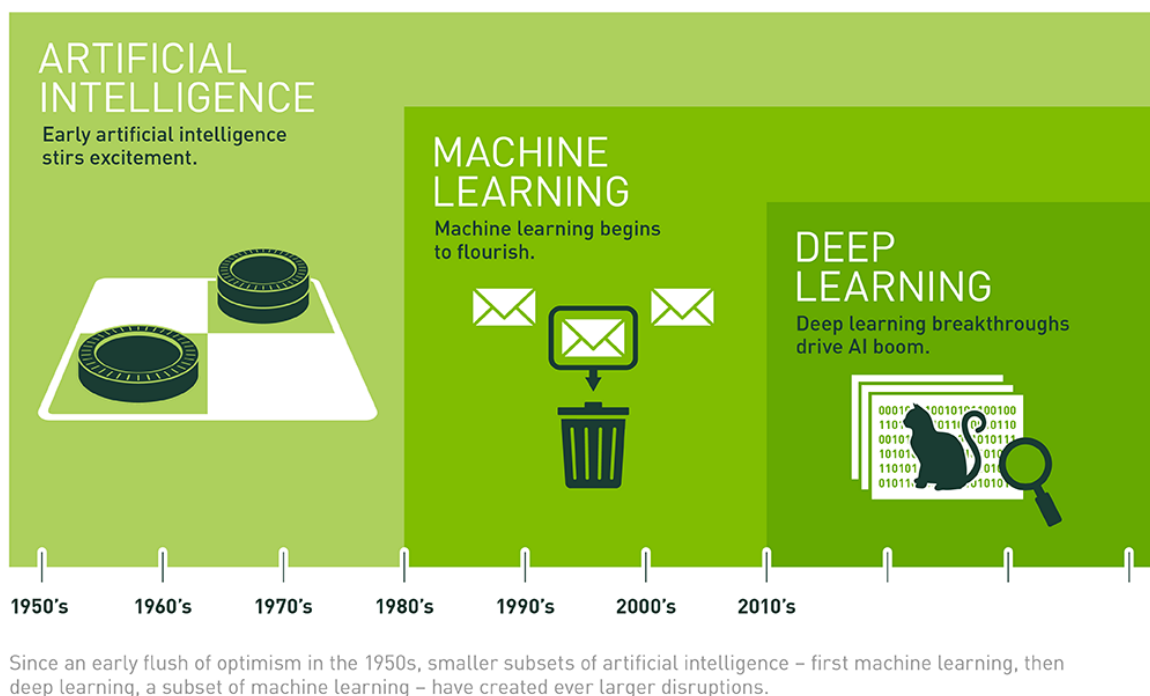 ARTIFICIAL
INTELLIGENCE
Early artificial intelligence
stirs excitement.
MACHINE
LEARNING
Machine learning begins
to flourish.
DEEP
LEARNING
Deep learning breakthroughs
drive AI boom.
1950's
1960's
1970's
1980's
1990's
2000's
2010's
Since an early flush of optimism in the 1950s, smaller subsets of artificial intelligence – first machine learning, then
deep learning, a subset of machine learning – have created ever larger disruptions.